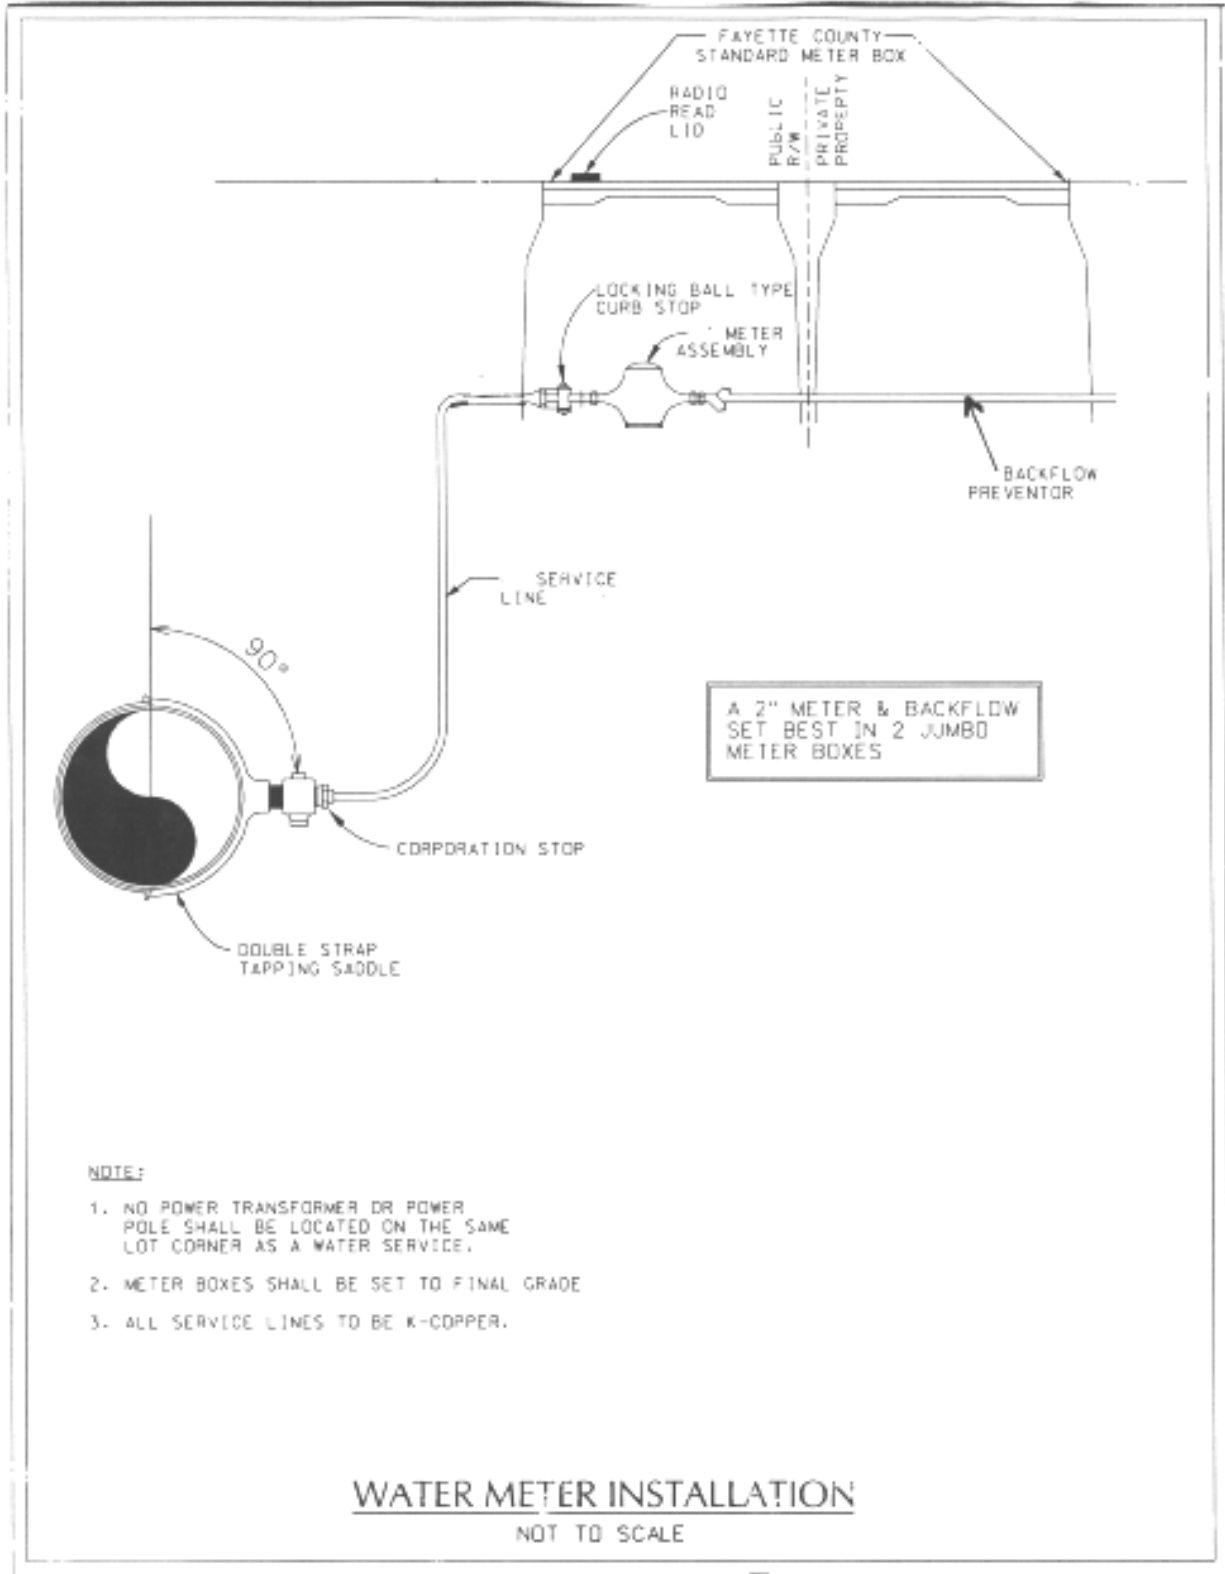 FAYETTE COUNTY
STANDARD METER BOX
RADIO
READ
LID
PUBLIC
R/W
PRIVATE
PROPERTY
LOCKING BALL TYPE
CURB STOP
METER
ASSEMBLY
BACKFLOW
PREVENTOR
SERVICE
LINE
90°
A 2" METER & BACKFLOW
SET BEST IN 2 JUMBO
METER BOXES
CORPORATION STOP
DOUBLE STRAP
TAPPING SADDLE
NOTE:
1. NO POWER TRANSFORMER OR POWER
POLE SHALL BE LOCATED ON THE SAME
LOT CORNER AS A WATER SERVICE.
2. METER BOXES SHALL BE SET TO FINAL GRADE
3. ALL SERVICE LINES TO BE K-COPPER.
WATER METER INSTALLATION
NOT TO SCALE